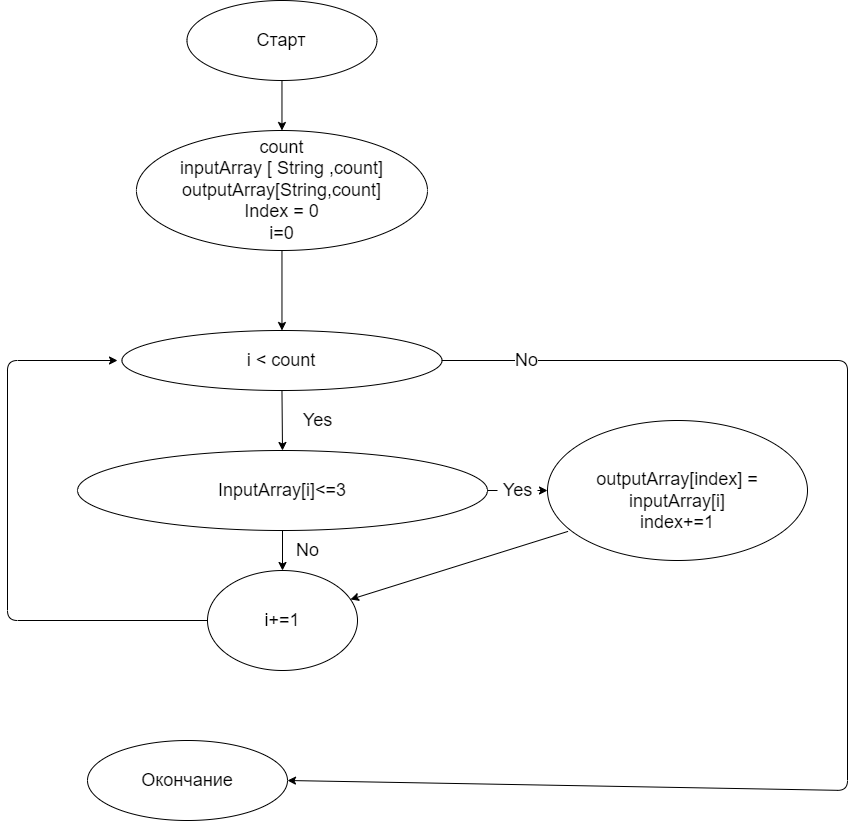 Старт
count
inputArray [ String ,count]
outputArray[String,count]
Index = 0
i=0
i < count
No
Yes
InputArray[i]<=3
Yes
outputArray[index] =
inputArray[i]
index+=1
No
i+=1
Окончание